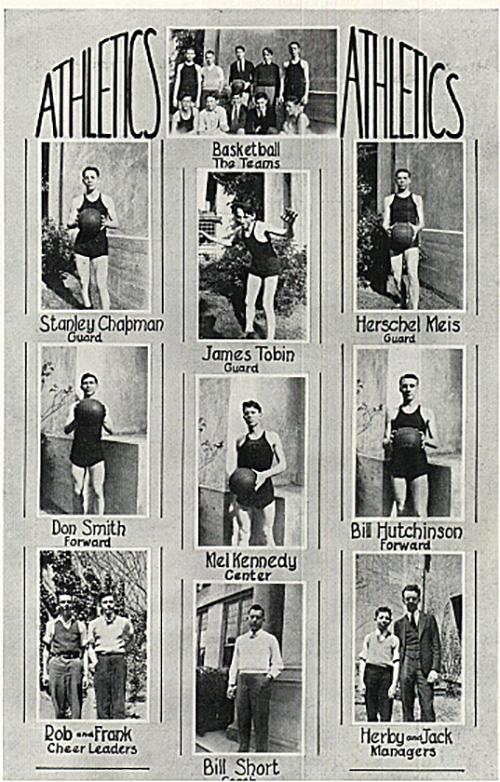 ATHLETICS
ATHLETICS
Basketball
The Teams
Stanley Chapman
Guard
James Tobin
Guard
Herschel Meis
Guard
Don Smith
Forward
Mel Kennedy
Center
Bill Hutchinson
Forward
Rob and Frank
Cheer Leaders
Bill Short
Herby and Jack
Managers